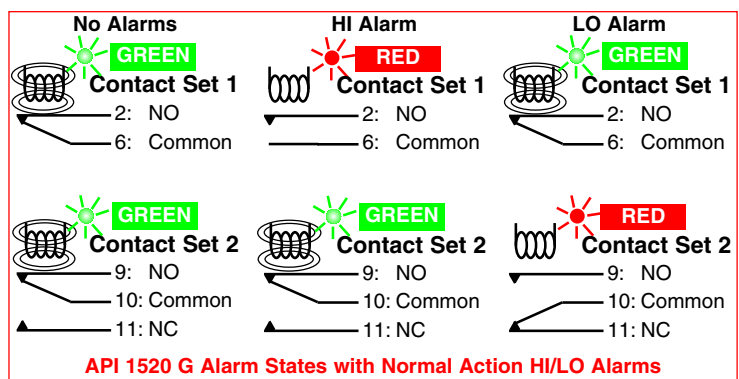 No Alarms HI Alarm LO Alarm
GREEN RED GREEN
Contact Set 1 Contact Set 1 Contact Set 1
2: NO 2: NO 2: NO
6: Common 6: Common 6: Common
GREEN GREEN RED
Contact Set 2 Contact Set 2 Contact Set 2
9: NO 9: NO 9: NO
10: Common 10: Common 10: Common
11: NC 11: NC 11: NC
API 1520 G Alarm States with Normal Action HI/LO Alarms